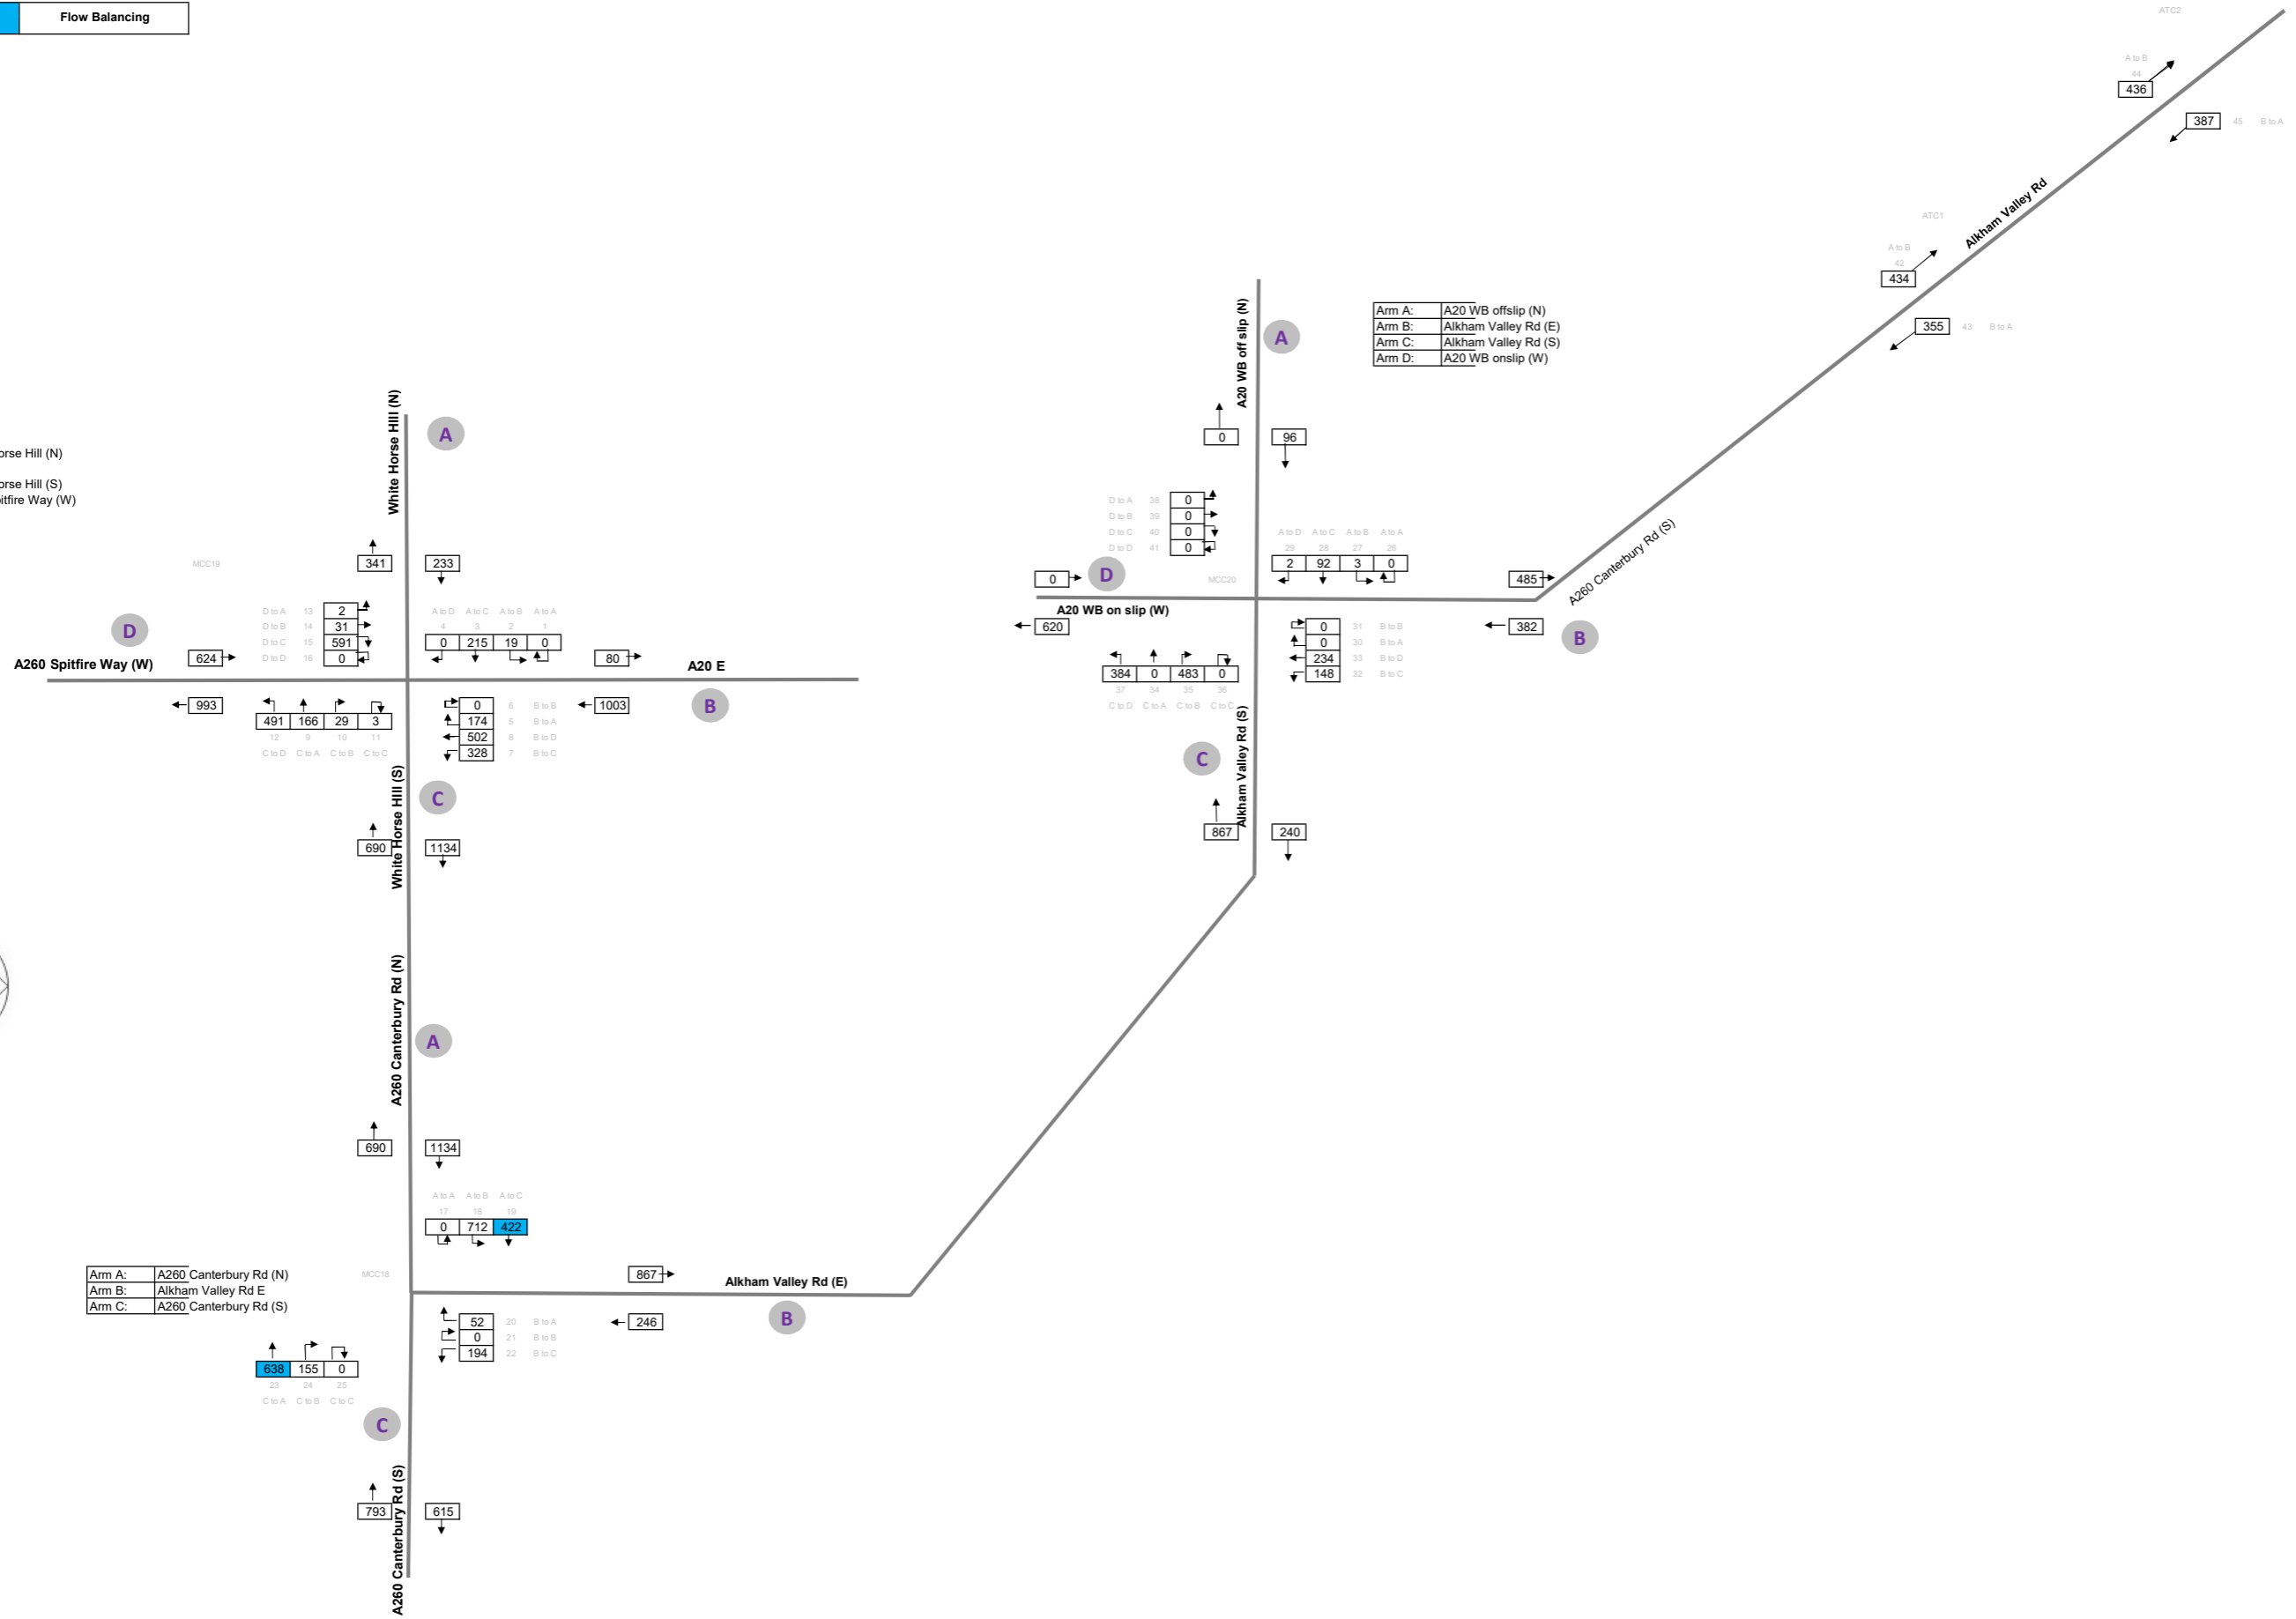 Flow Balancing
ATC2
A to B
44
436
387 45 B to A
Alkham Valley Rd
ATC1
A to B
42
434
355 43 B to A
A20 WB off slip (N)
A
Arm A: A20 WB offslip (N)
Arm B: Alkham Valley Rd (E)
Arm C: Alkham Valley Rd (S)
Arm D: A20 WB onslip (W)
0 96
D to A 38 0
D to B 39 0
D to C 40 0
D to D 41 0
A to D A to C A to B A to A
29 28 27 26
2 92 3 0
0 D MCC20 485
A20 WB on slip (W)
A260 Canterbury Rd (S)
620
0 31 B to B
0 30 B to A
234 33 B to D
148 32 B to C
382 B
384 0 483 0
37 34 35 36
C to D C to A C to B C to C
C
Alkham Valley Rd (S)
867 240
White Horse Hill (N)
A
orse Hill (N)
orse Hill (S)
pitfire Way (W)
MCC19
341 233
D
D to A 13 2
D to B 14 31
D to C 15 591
D to D 16 0
A to D A to C A to B A to A
4 3 2 1
0 215 19 0
A260 Spitfire Way (W) 624
80 A20 E
993
491 166 29 3
12 9 10 11
C to D C to A C to B C to C
0 6 B to B
174 5 B to A
502 8 B to D
328 7 B to C
1003 B
White Horse Hill (S)
C
690 1134
A260 Canterbury Rd (N)
A
690 1134
A to A A to B A to C
17 18 19
0 712 422
Arm A: A260 Canterbury Rd (N)
Arm B: Alkham Valley Rd E
Arm C: A260 Canterbury Rd (S)
MCC18
867 Alkham Valley Rd (E)
52 20 B to A
0 21 B to B
194 22 B to C
246 B
638 155 0
23 24 25
C to A C to B C to C
C
A260 Canterbury Rd (S)
793 615